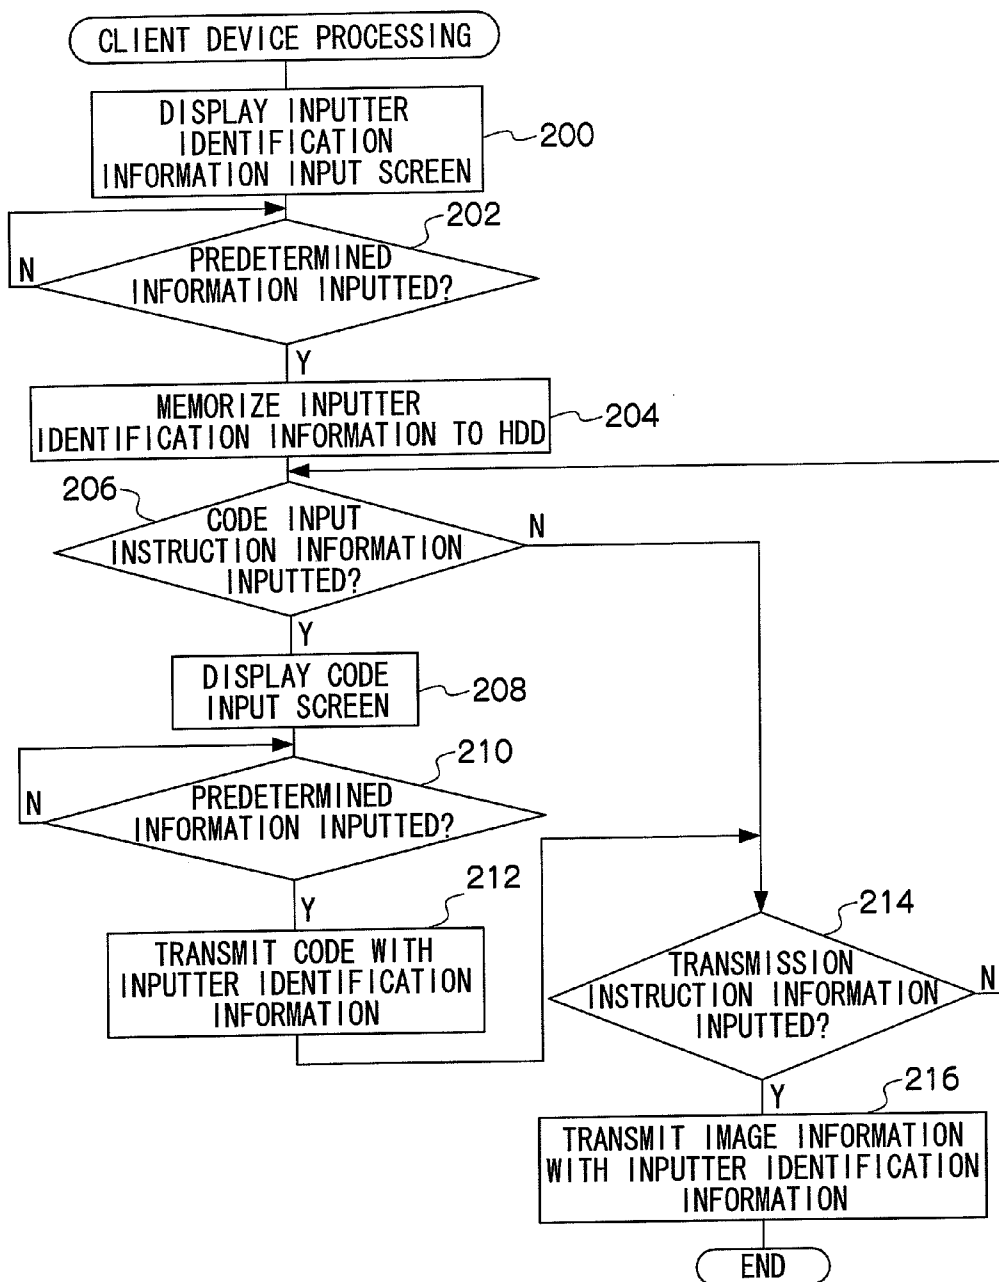 CLIENT DEVICE PROCESSING
DISPLAY INPUTTER
IDENTIFICATION
INFORMATION INPUT SCREEN
200
202
PREDETERMINED
INFORMATION INPUTTED?
N
Y
MEMORIZE INPUTTER
IDENTIFICATION INFORMATION TO HDD
204
206
CODE INPUT
INSTRUCTION INFORMATION
INPUTTED?
N
Y
DISPLAY CODE
INPUT SCREEN
208
210
PREDETERMINED
INFORMATION INPUTTED?
N
Y
212
TRANSMIT CODE WITH
INPUTTER IDENTIFICATION
INFORMATION
214
TRANSMISSION
INSTRUCTION INFORMATION
INPUTTED?
N
Y
216
TRANSMIT IMAGE INFORMATION
WITH INPUTTER IDENTIFICATION
INFORMATION
END